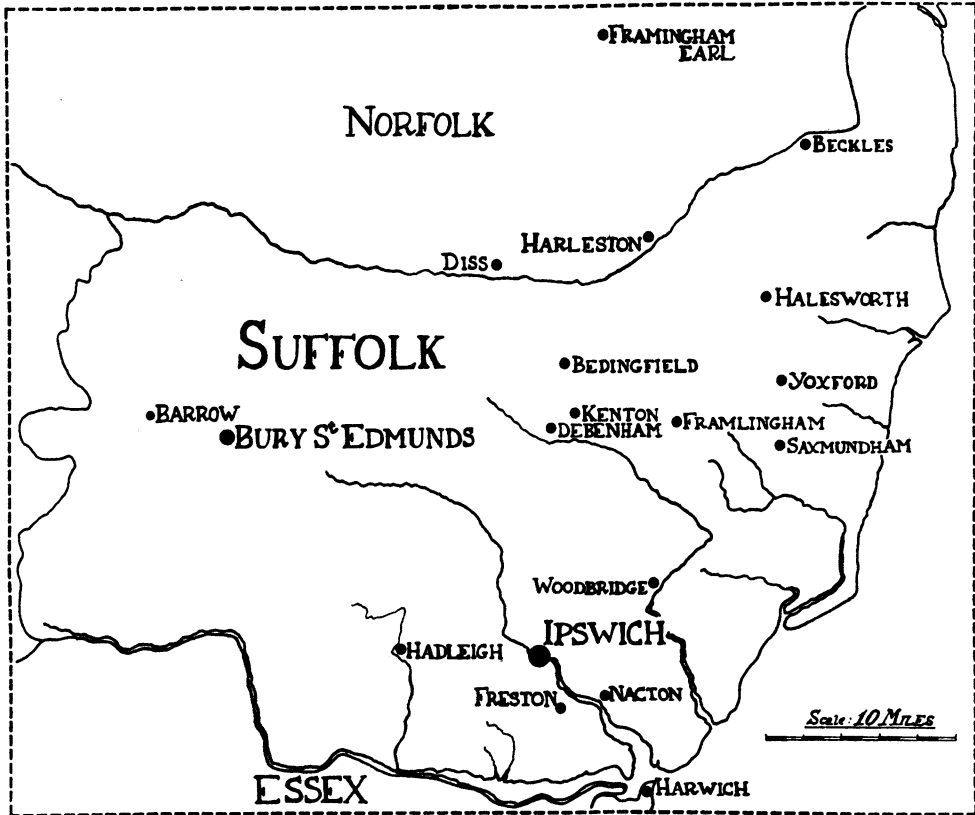 FRAMINGHAM
EARL
NORFOLK
BECKLES
HARLESTON
DISS
HALESWORTH
SUFFOLK
BEDINGFIELD
YOXFORD
BARROW
KENTON
FRAMLINGHAM
DEBENHAM
BURY St EDMUNDS
SAXMUNDHAM
WOODBRIDGE
IPSWICH
HADLEIGH
FRESTON
NACTON
Scale: 10 MILES
ESSEX
HARWICH